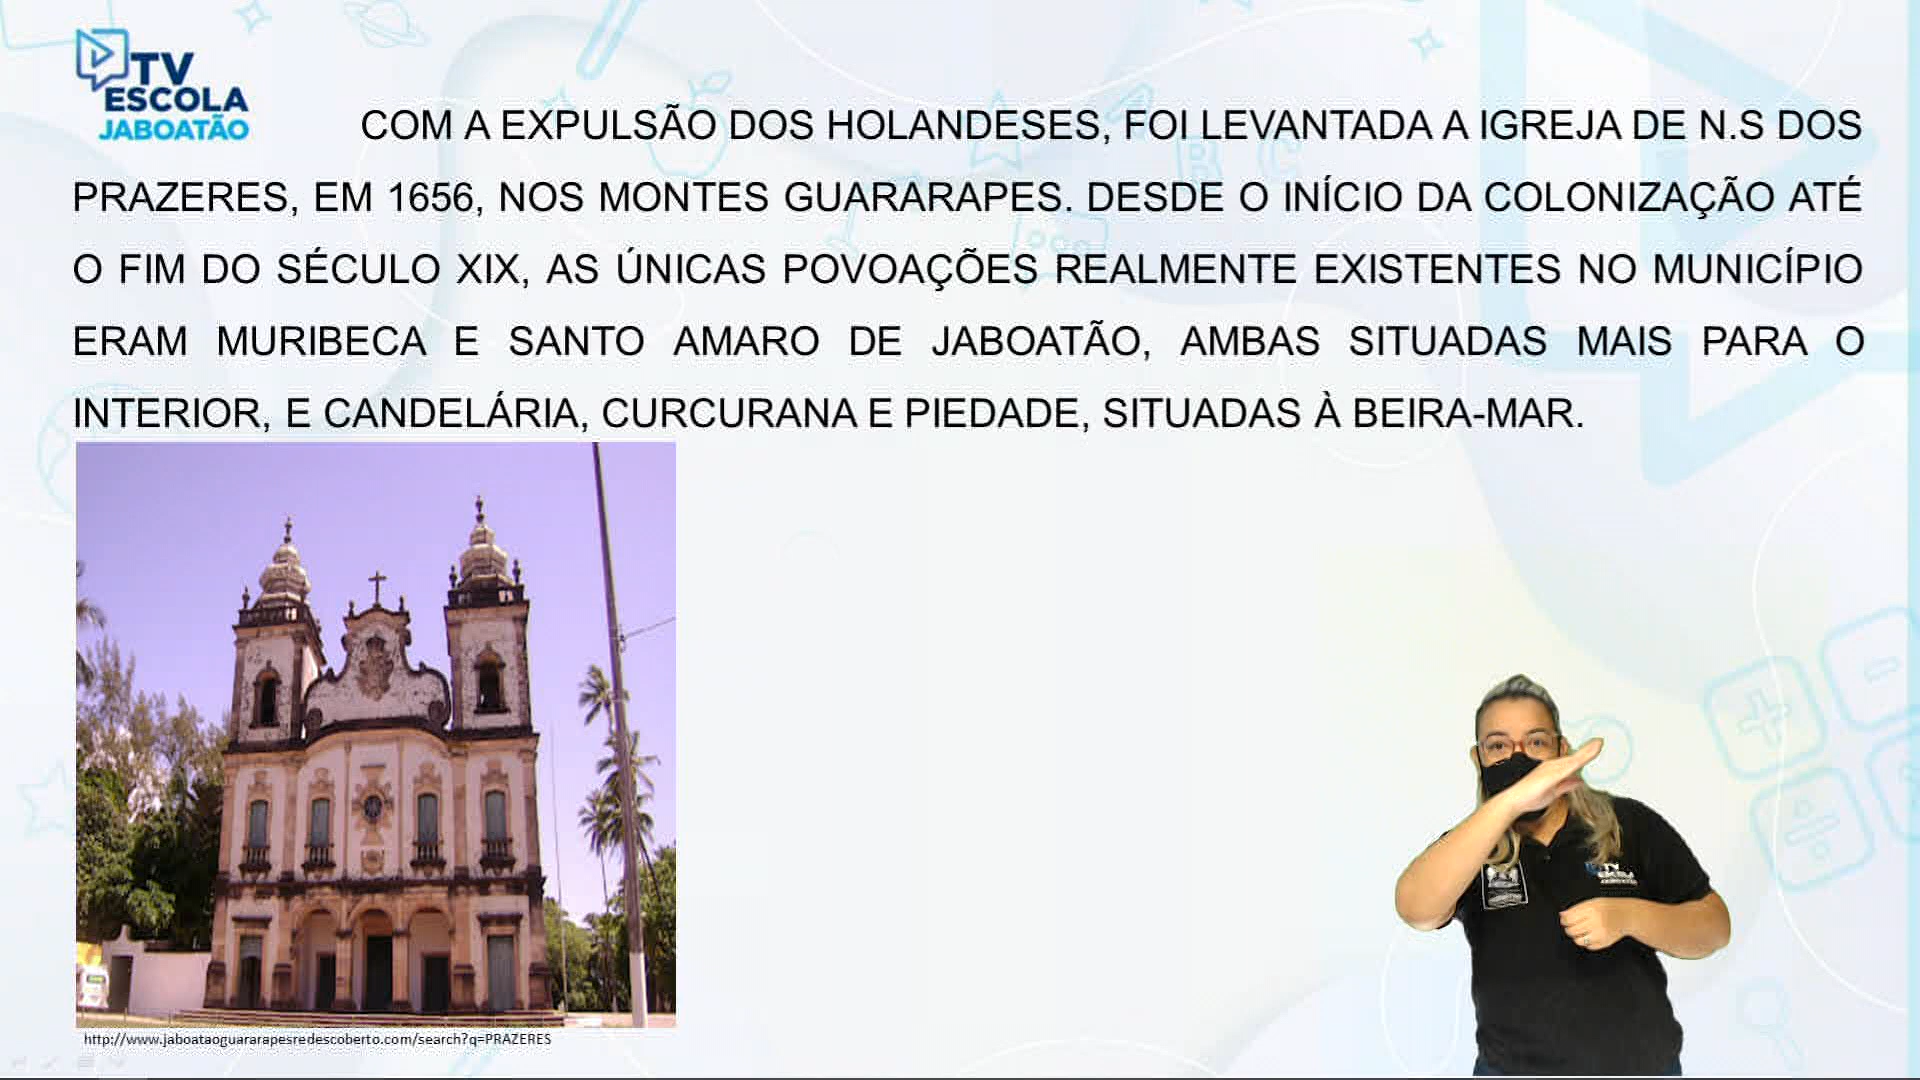 TV
ESCOLA
JABOATÃO
COM A EXPULSÃO DOS HOLANDESES, FOI LEVANTADA A IGREJA DE N.S DOS
PRAZERES, EM 1656, NOS MONTES GUARARAPES. DESDE O INÍCIO DA COLONIZAÇÃO ATÉ
O FIM DO SÉCULO XIX, AS ÚNICAS POVOAÇÕES REALMENTE EXISTENTES NO MUNICÍPIO
ERAM MURIBECA E SANTO AMARO DE JABOATÃO, AMBAS SITUADAS MAIS PARA O
INTERIOR, E CANDELÁRIA, CURCURANA E PIEDADE, SITUADAS À BEIRA-MAR.
http://www.jaboataoguararapesredescoberto.com/search?q=PRAZERES
TV
ESCOLA